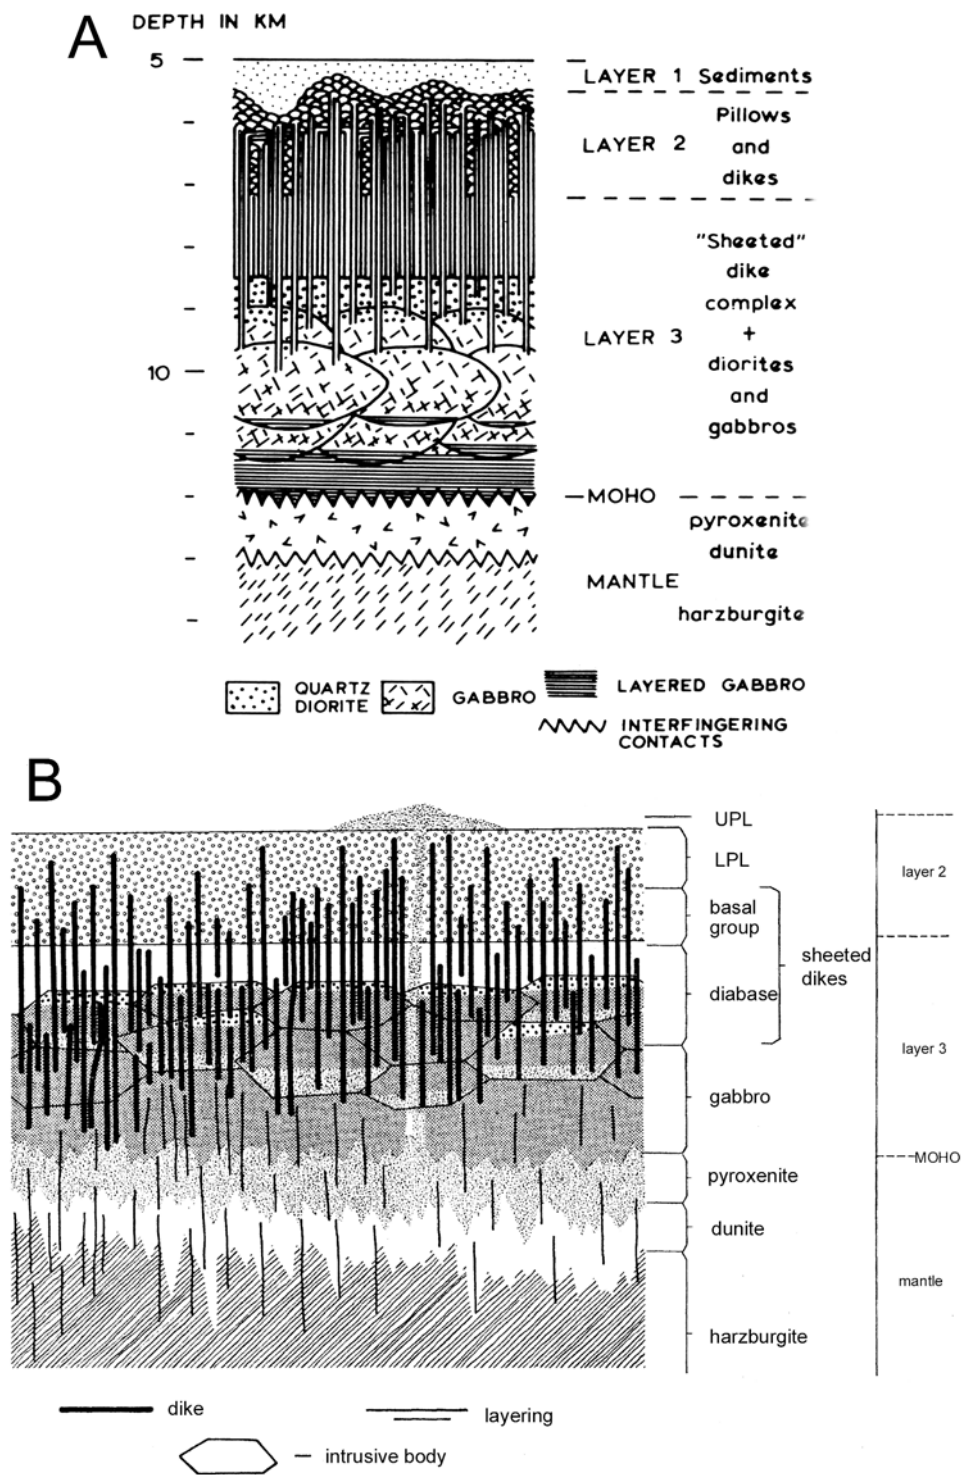 A
DEPTH IN KM
5
LAYER 1 Sediments
Pillows
LAYER 2 and
dikes
"Sheeted"
dike
complex
LAYER 3 +
diorites
10
and
gabbros
MOHO
pyroxenite
dunite
MANTLE
harzburgite
QUARTZ
DIORITE
GABBRO
LAYERED GABBRO
INTERFINGERING
CONTACTS
B
UPL
LPL
layer 2
basal
group
sheeted
dikes
diabase
layer 3
gabbro
MOHO
pyroxenite
dunite
mantle
harzburgite
dike
layering
intrusive body